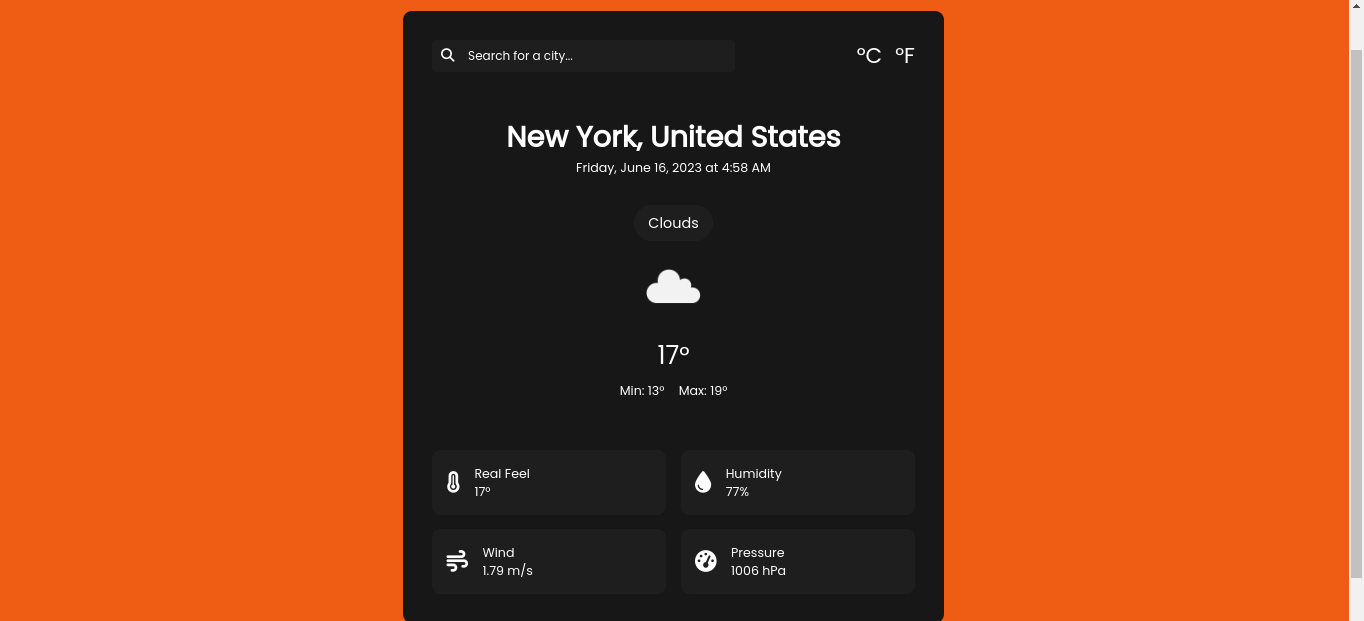 Search for a city...
°C °F
New York, United States
Friday, June 16, 2023 at 4:58 AM
Clouds
17°
Min: 13° Max: 19°
Real Feel
17°
Humidity
77%
Wind
1.79 m/s
Pressure
1006 hPa